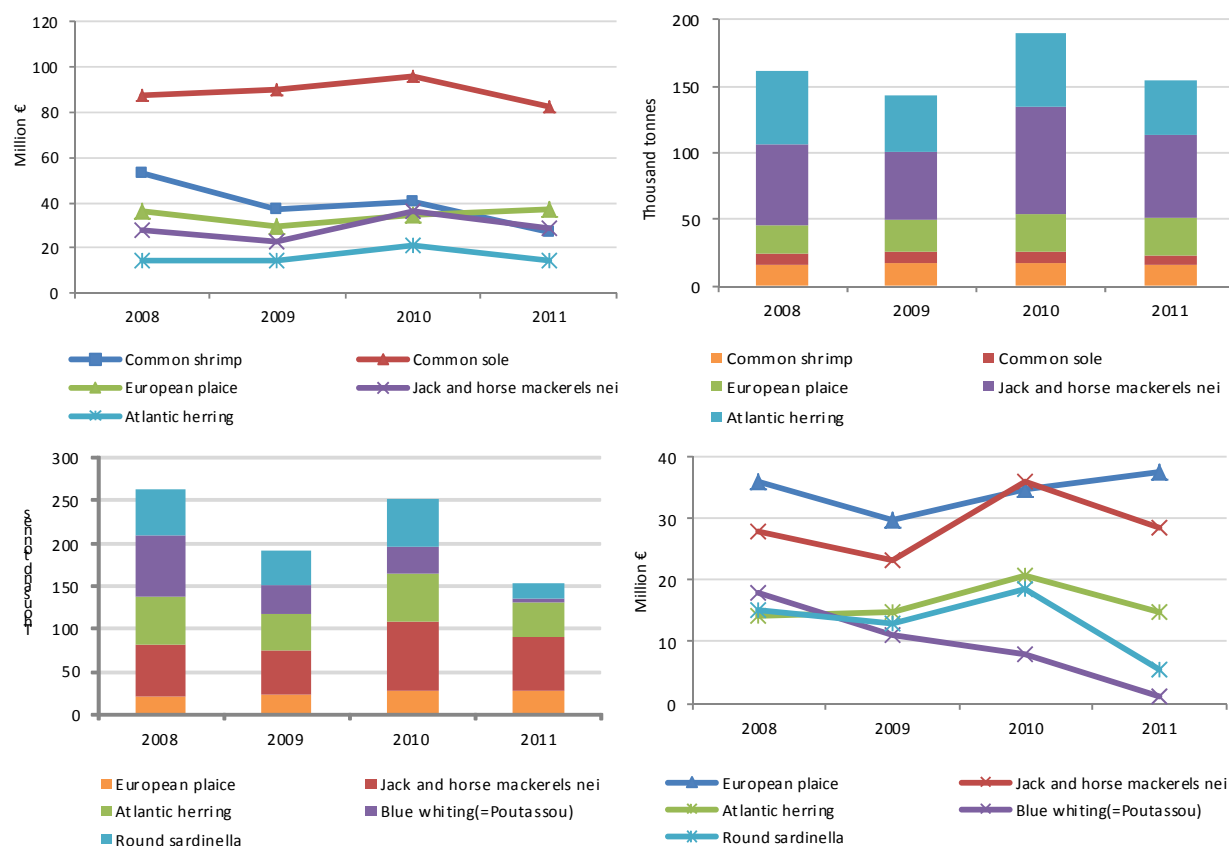 Million €
120
100
80
60
40
20
0
2008 2009 2010 2011
Common shrimp
Common sole
European plaice
Jack and horse mackerels nei
Atlantic herring
Thousand tonnes
200
150
100
50
0
2008 2009 2010 2011
Common shrimp
Common sole
European plaice
Jack and horse mackerels nei
Atlantic herring
Thousand tonnes
300
250
200
150
100
50
0
2008 2009 2010 2011
European plaice
Jack and horse mackerels nei
Atlantic herring
Blue whiting(=Poutassou)
Round sardinella
Million €
40
30
20
10
0
2008 2009 2010 2011
European plaice
Jack and horse mackerels nei
Atlantic herring
Blue whiting(=Poutassou)
Round sardinella